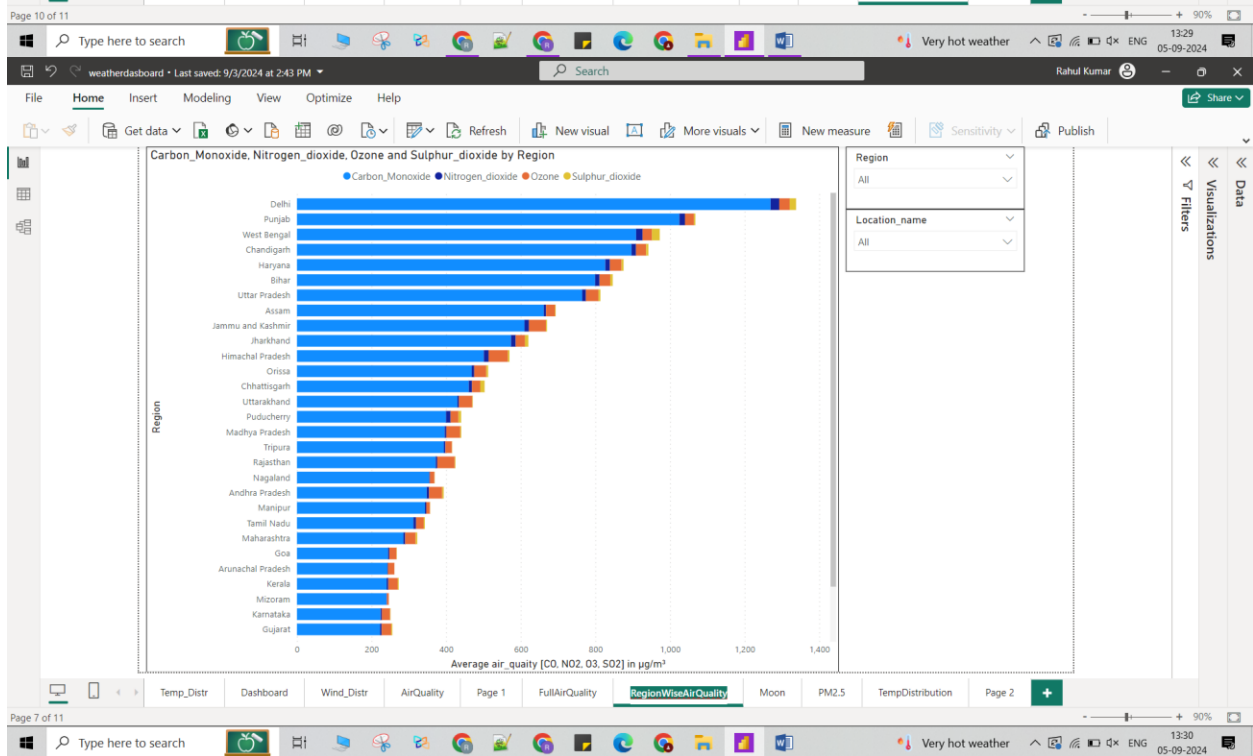 Page 10 of 11
- + 90%
Type here to search
Very hot weather
ENG
13:29
05-09-2024
weatherdasboard • Last saved: 9/3/2024 at 2:43 PM
Search
Rahul Kumar
File Home Insert Modeling View Optimize Help
Share
Get data
Refresh
New visual
More visuals
New measure
Sensitivity
Publish
Carbon_Monoxide, Nitrogen_dioxide, Ozone and Sulphur_dioxide by Region
Carbon_Monoxide Nitrogen_dioxide Ozone Sulphur_dioxide
Region
Delhi
Punjab
West Bengal
Chandigarh
Haryana
Bihar
Uttar Pradesh
Assam
Jammu and Kashmir
Jharkhand
Himachal Pradesh
Orissa
Chhattisgarh
Uttarakhand
Puducherry
Madhya Pradesh
Tripura
Rajasthan
Nagaland
Andhra Pradesh
Manipur
Tamil Nadu
Maharashtra
Goa
Arunachal Pradesh
Kerala
Mizoram
Karnataka
Gujarat
0 200 400 600 800 1,000 1,200 1,400
Average air_quaity [CO, NO2, O3, SO2] in µg/m³
Region
All
Location_name
All
Filters
Visualizations
Data
Temp_Distr Dashboard Wind_Distr AirQuality Page 1 FullAirQuality RegionWiseAirQuality Moon PM2.5 TempDistribution Page 2 +
Page 7 of 11
- + 90%
Type here to search
Very hot weather
ENG
13:30
05-09-2024